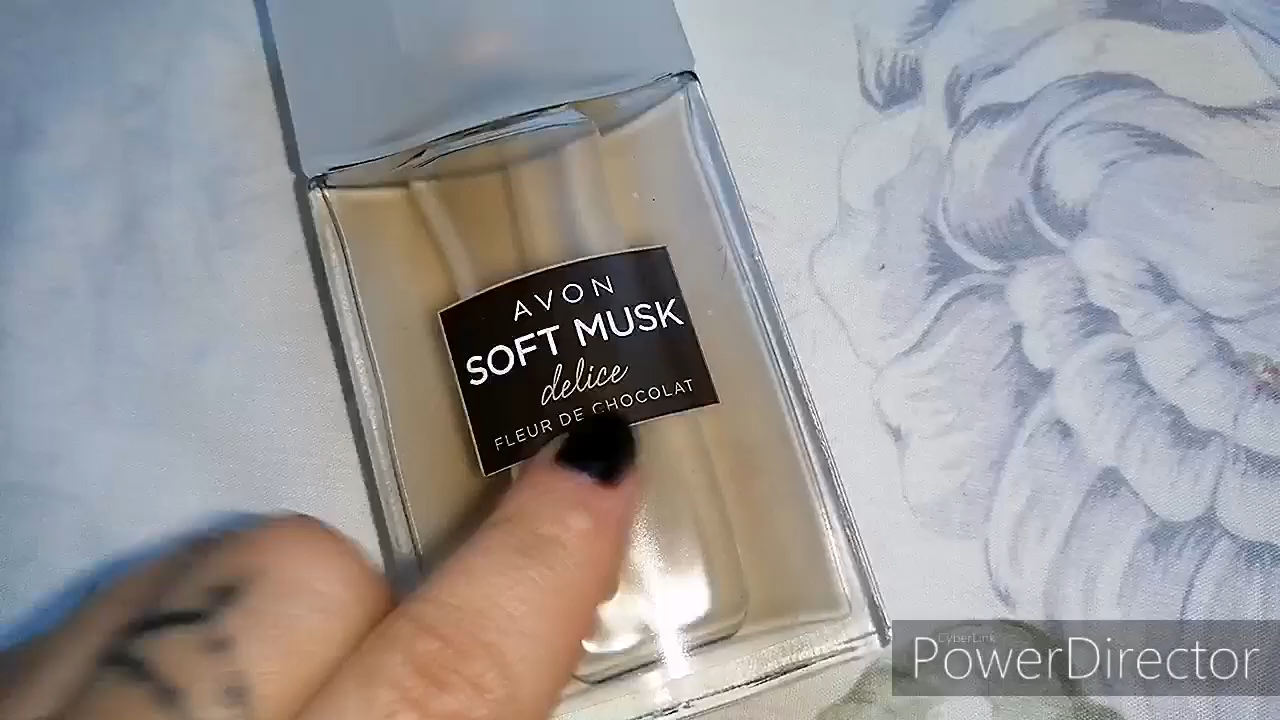 AVON
SOFT MUSK
delice
FLEUR DE CHOCOLAT
CyberLink
PowerDirector